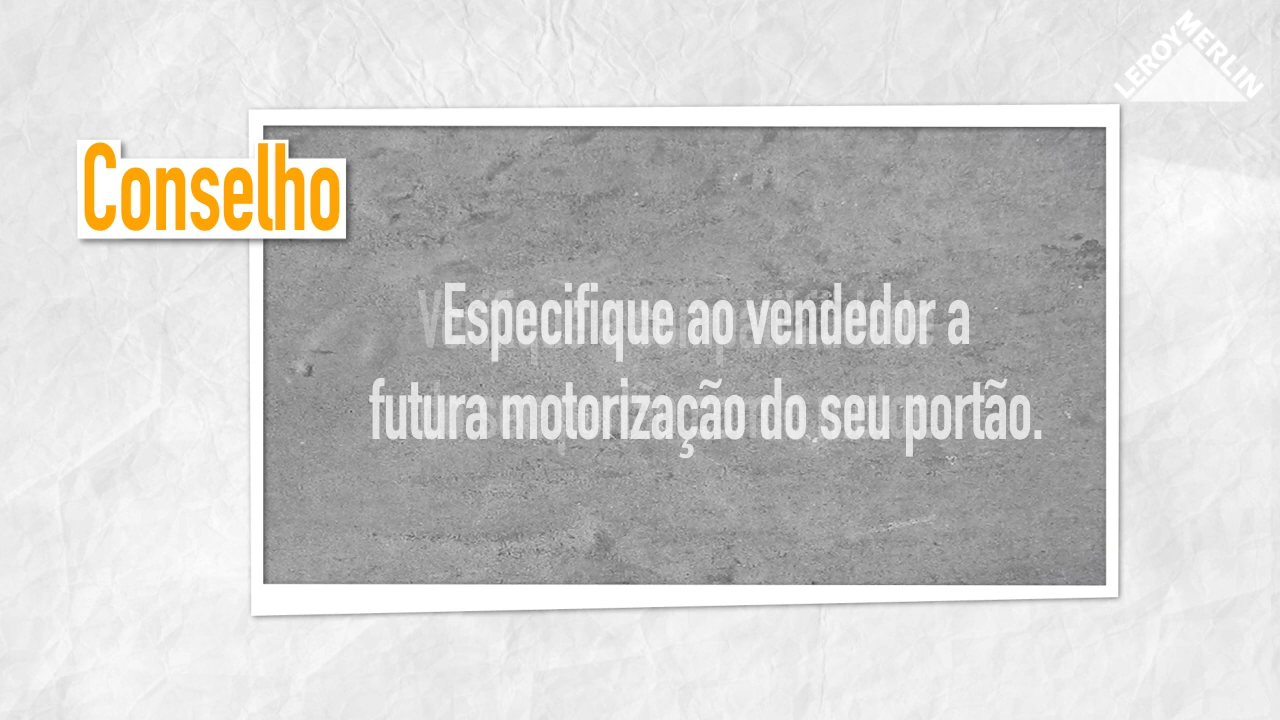 LEROY MERLIN
Conselho
Especifique ao vendedor a
futura motorização do seu portão.